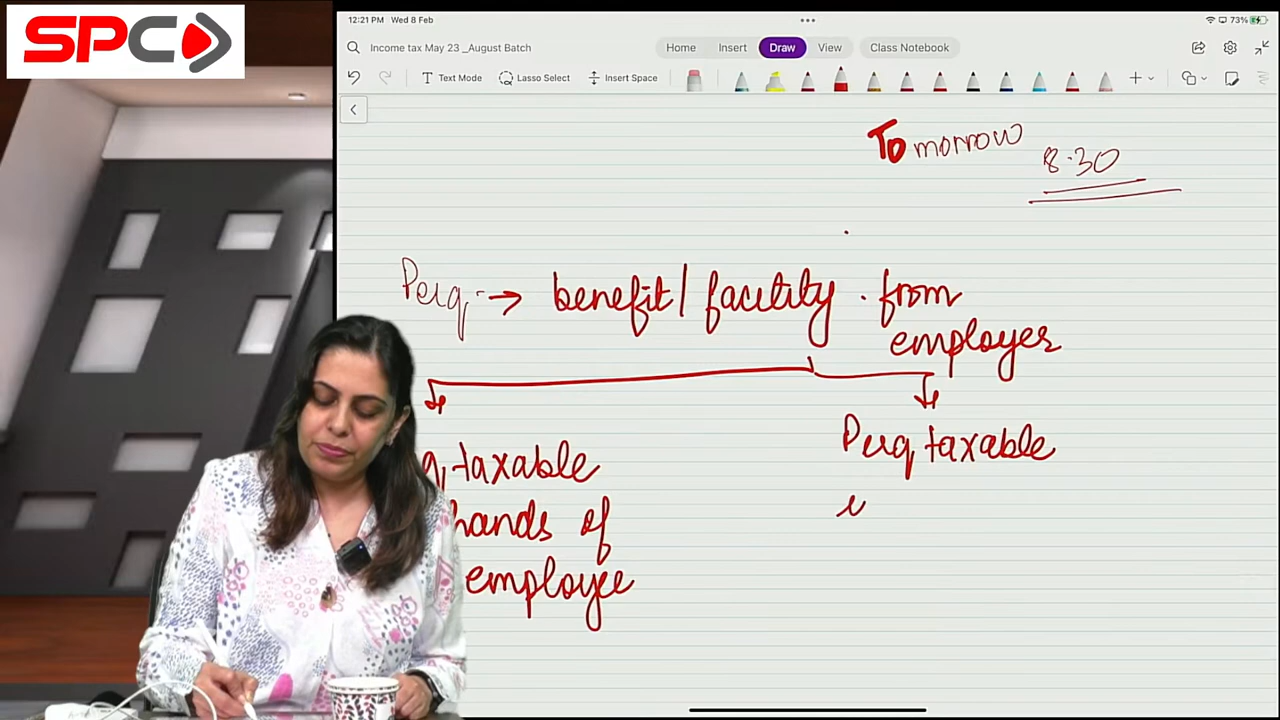 SPC
12:21 PM Wed 8 Feb
73%
Income tax May 23 _August Batch
Home Insert Draw View Class Notebook
Text Mode Lasso Select Insert Space
Tomorrow 8.30
Perq. → benefit/facility from
employer
taxable
hands of
employee
Perq taxable